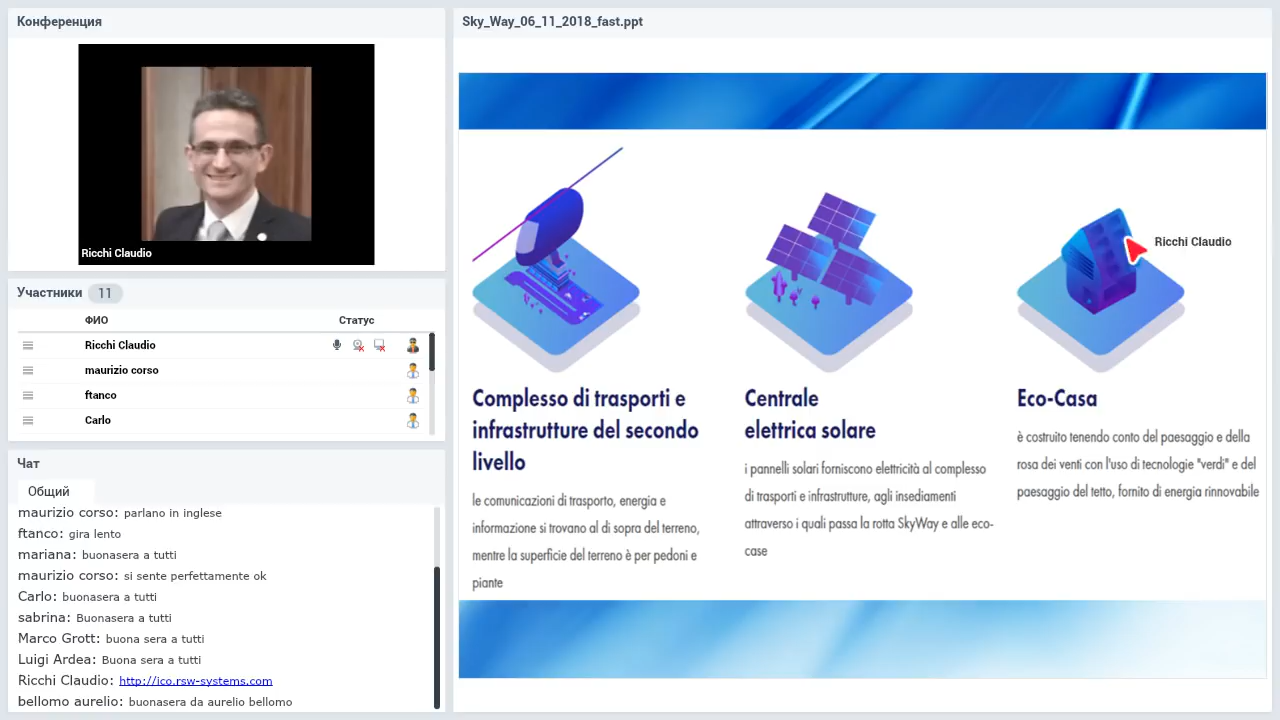 Конференция
Ricchi Claudio
Участники 11
ФИО Статус
Ricchi Claudio
maurizio corso
ftanco
Carlo
Чат
Общий
maurizio corso: parlano in inglese
ftanco: gira lento
mariana: buonasera a tutti
maurizio corso: si sente perfettamente ok
Carlo: buonasera a tutti
sabrina: Buonasera a tutti
Marco Grott: buona sera a tutti
Luigi Ardea: Buona sera a tutti
Ricchi Claudio: http://ico.rsw-systems.com
bellomo aurelio: buonasera da aurelio bellomo
Sky_Way_06_11_2018_fast.ppt
Ricchi Claudio
Complesso di trasporti e
infrastrutture del secondo
livello
le comunicazioni di trasporto, energia e
informazione si trovano al di sopra del terreno,
mentre la superficie del terreno è per pedoni e
piante
Centrale
elettrica solare
i pannelli solari forniscono elettricità al complesso
di trasporti e infrastrutture, agli insediamenti
attraverso i quali passa la rotta SkyWay e alle eco-
case
Eco-Casa
è costruito tenendo conto del paesaggio e della
rosa dei venti con l'uso di tecnologie "verdi" e del
paesaggio del tetto, fornito di energia rinnovabile